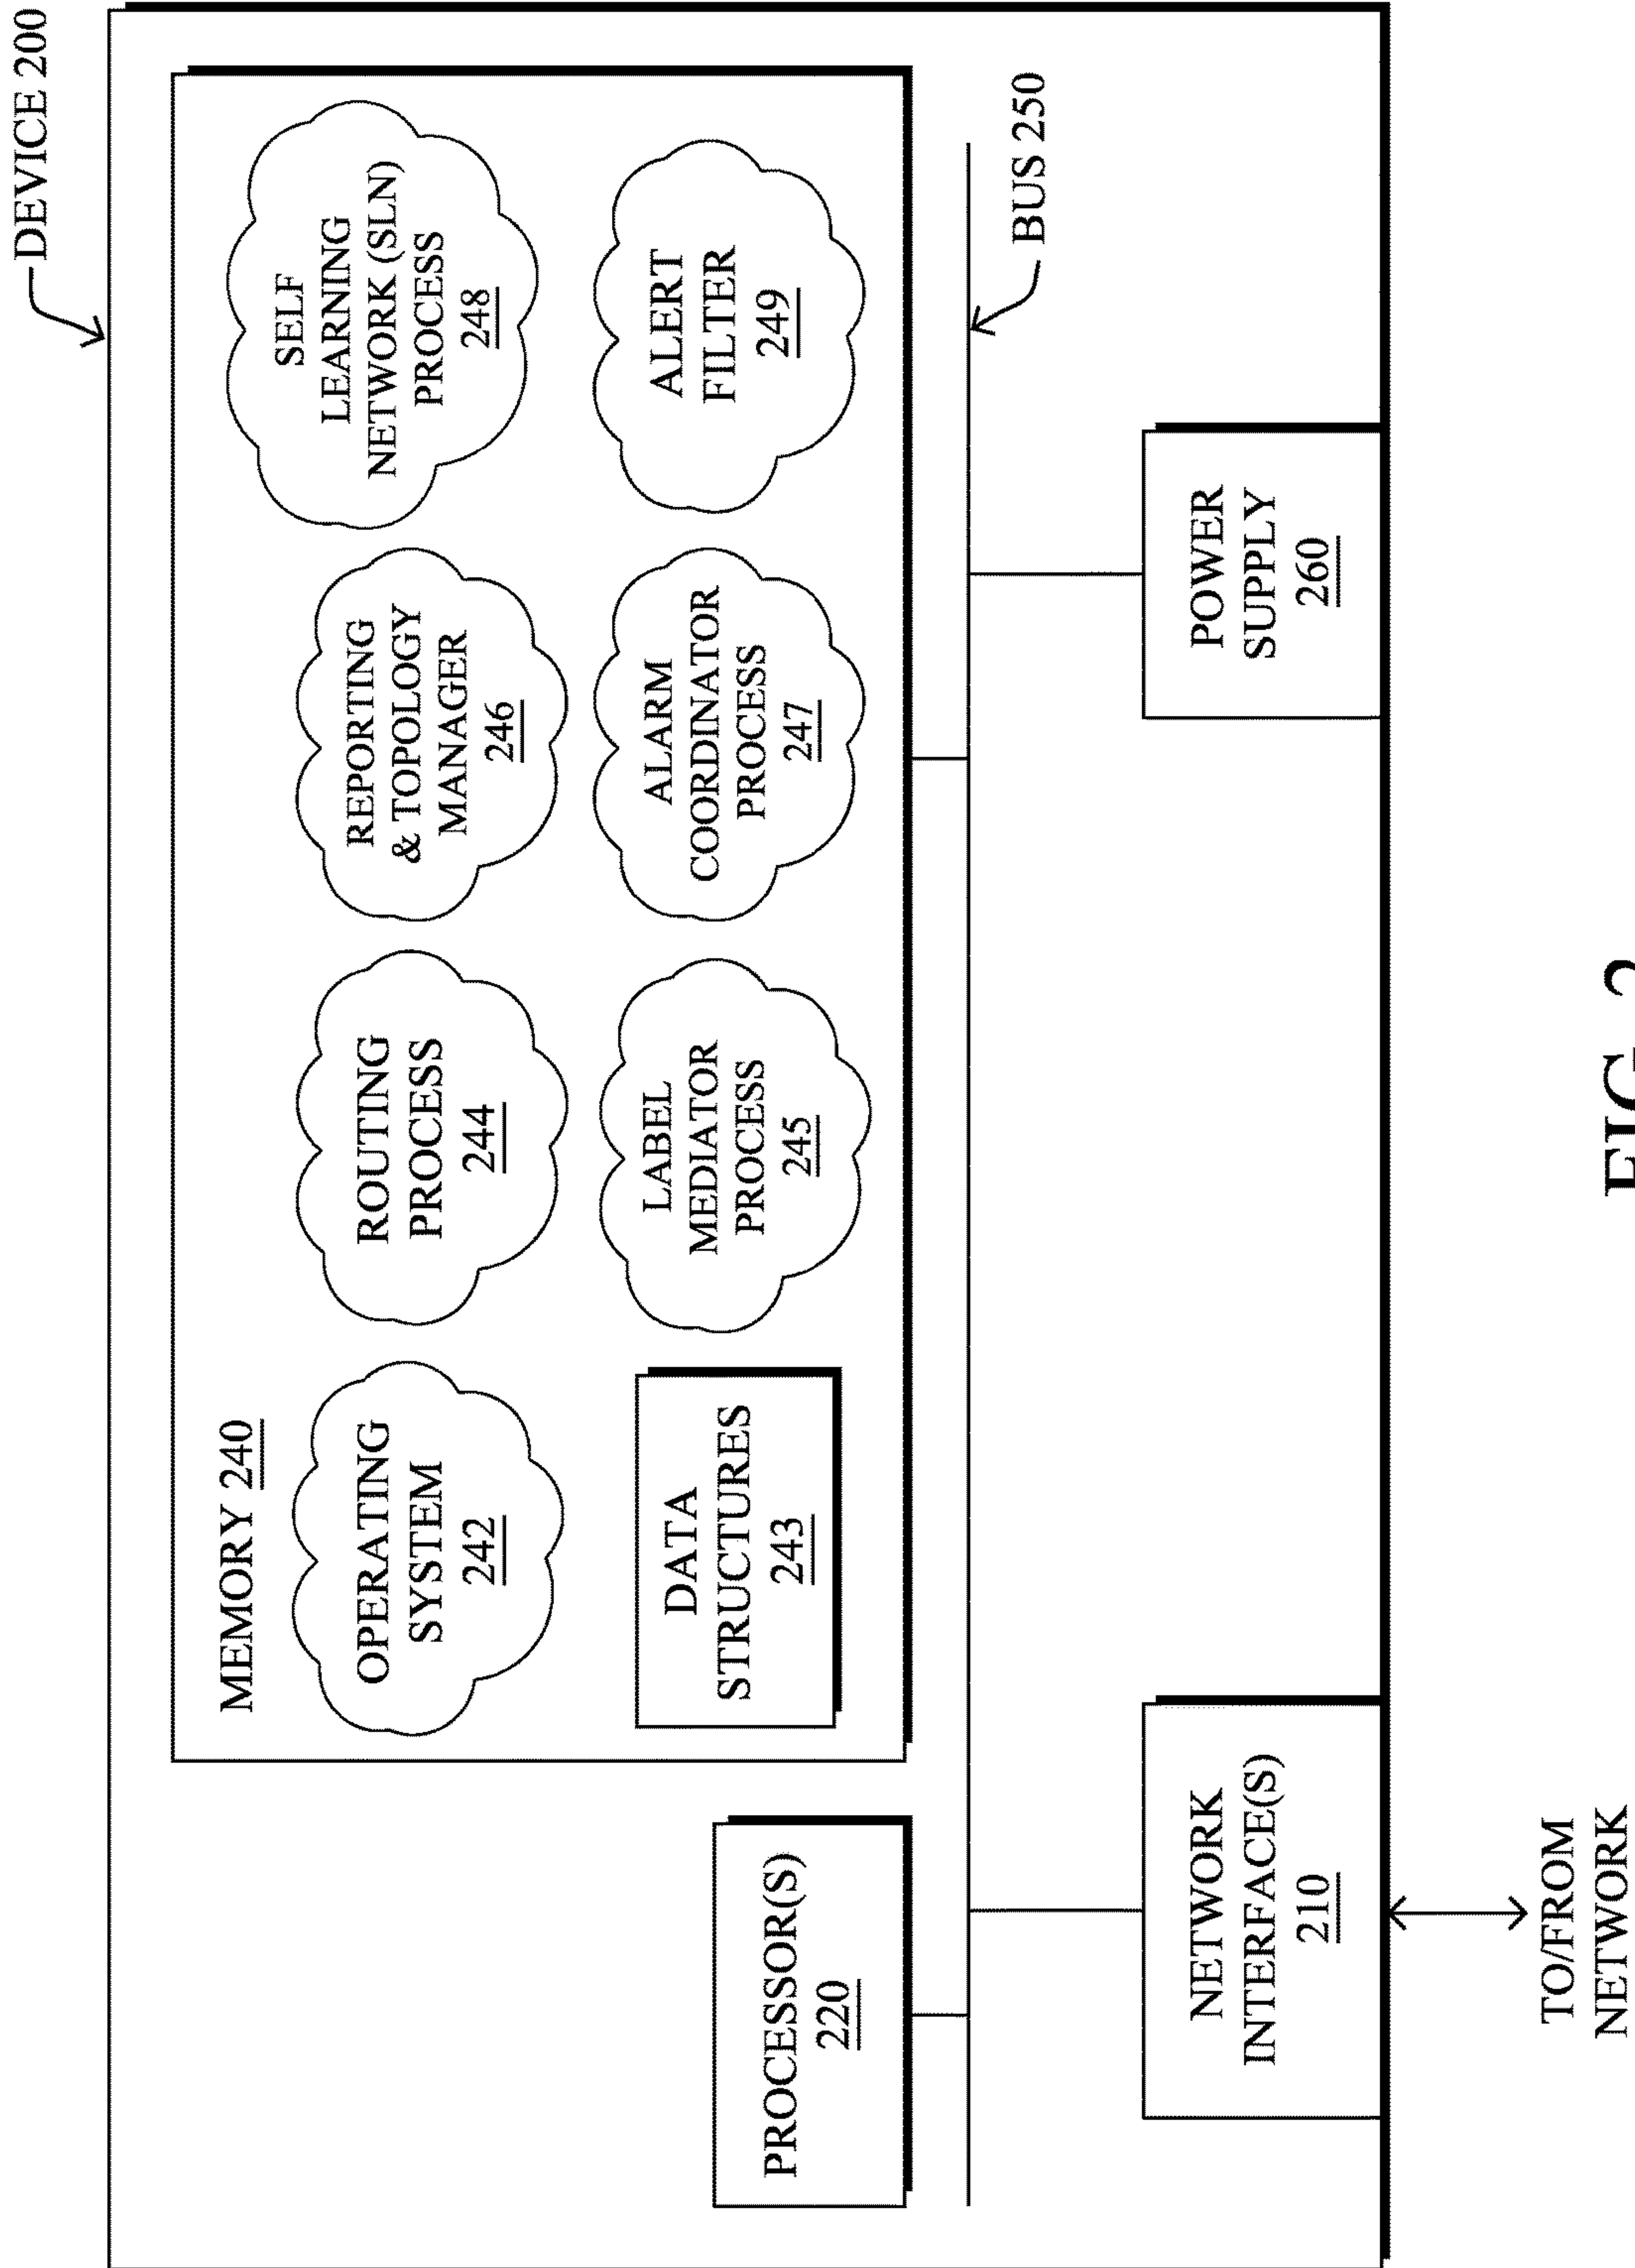 DEVICE 200
MEMORY 240
OPERATING
SYSTEM
242
ROUTING
PROCESS
244
REPORTING
& TOPOLOGY
MANAGER
246
SELF
LEARNING
NETWORK (SLN)
PROCESS
248
DATA
STRUCTURES
243
LABEL
MEDIATOR
PROCESS
245
ALARM
COORDINATOR
PROCESS
247
ALERT
FILTER
249
PROCESSOR(S)
220
BUS 250
NETWORK
INTERFACE(S)
210
POWER
SUPPLY
260
TO/FROM
NETWORK
FIG. 2